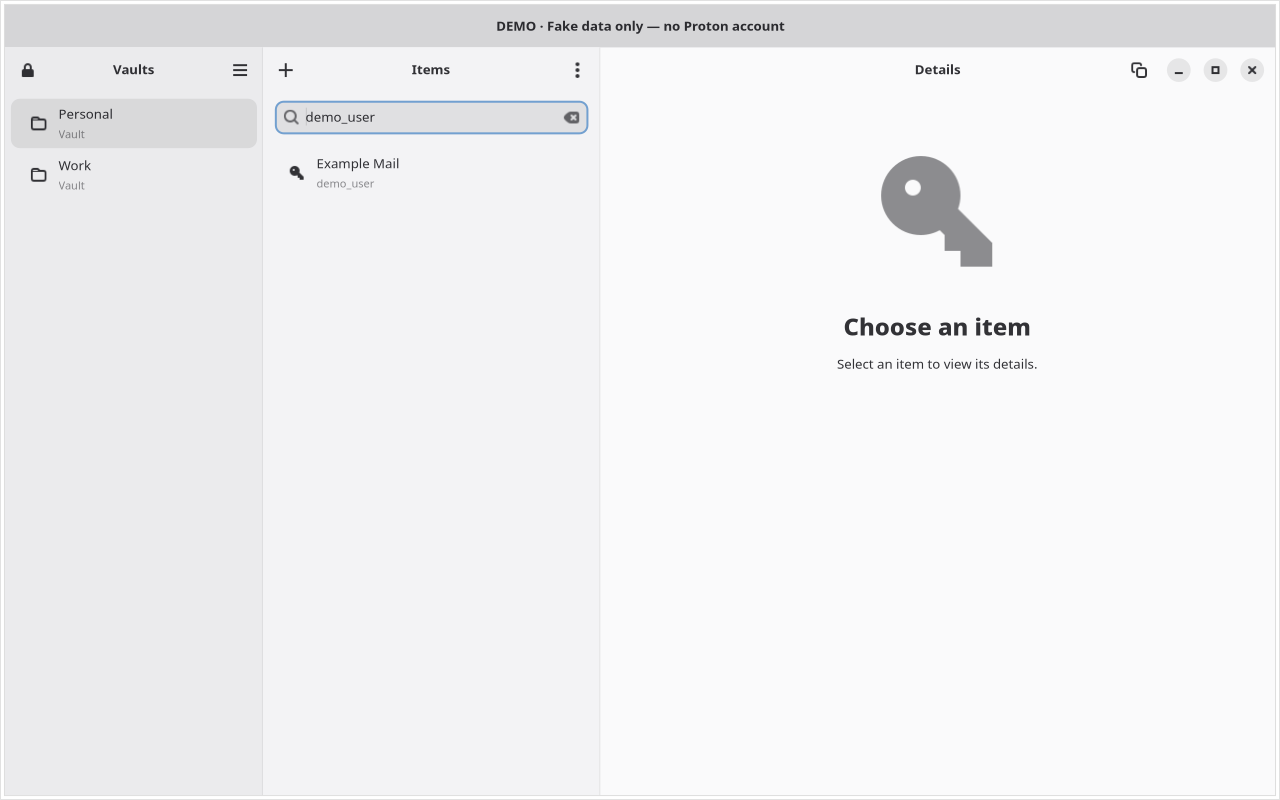 DEMO · Fake data only — no Proton account
Vaults
Items
Details
Personal
Vault
Work
Vault
demo_user
Example Mail
demo_user
Choose an item
Select an item to view its details.